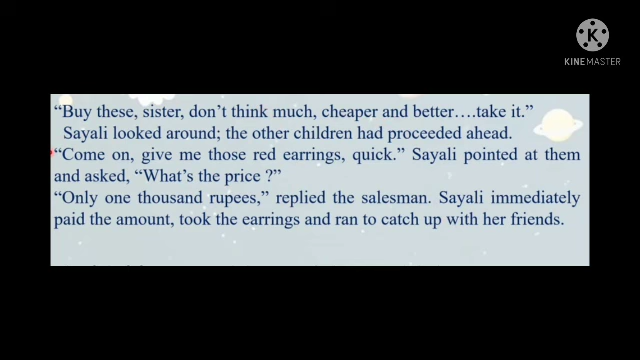 KINEMASTER
“Buy these, sister, don’t think much, cheaper and better….take it.”
Sayali looked around; the other children had proceeded ahead.
“Come on, give me those red earrings, quick.” Sayali pointed at them
and asked, “What’s the price ?”
“Only one thousand rupees,” replied the salesman. Sayali immediately
paid the amount, took the earrings and ran to catch up with her friends.